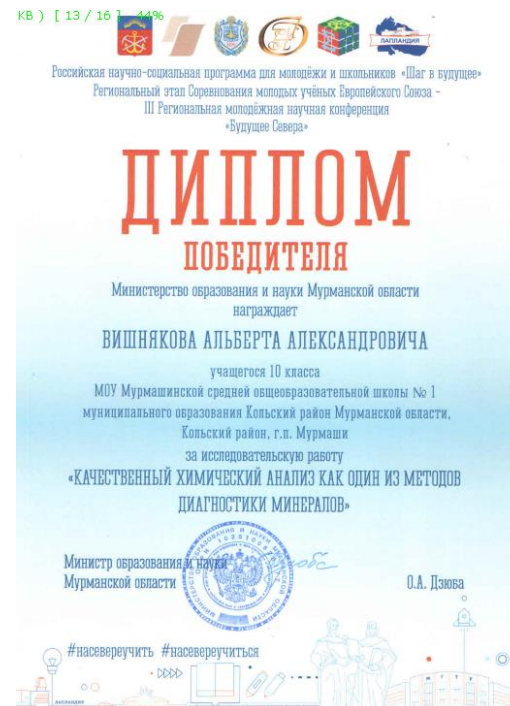 КВ ) [ 13 / 16 ] 44%
ЛАПЛАНДИЯ
Российская научно-социальная программа для молодёжи и школьников «Шаг в будущее»
Региональный этап Соревнования молодых учёных Европейского Союза –
III Региональная молодёжная научная конференция
«Будущее Севера»
ДИПЛОМ
ПОБЕДИТЕЛЯ
Министерство образования и науки Мурманской области
награждает
ВИШНЯКОВА АЛЬБЕРТА АЛЕКСАНДРОВИЧА
учащегося 10 класса
МОУ Мурмашинской средней общеобразовательной школы № 1
муниципального образования Кольский район Мурманской области,
Кольский район, г.п. Мурмаши
за исследовательскую работу
«КАЧЕСТВЕННЫЙ ХИМИЧЕСКИЙ АНАЛИЗ КАК ОДИН ИЗ МЕТОДОВ
ДИАГНОСТИКИ МИНЕРАЛОВ»
Министр образования и науки
Мурманской области
О.А. Дзюба
#насевереучить #насевереучиться
МГТУ
ЛАПЛАНДИЯ